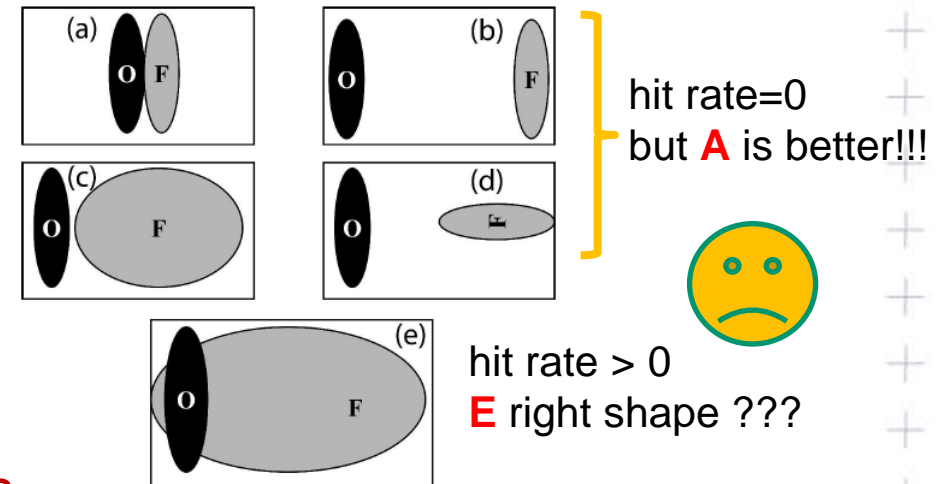 (a)
O F
(b)
O F
hit rate=0
but A is better!!!
(c)
O F
(d)
O F
(e)
O F
hit rate > 0
E right shape ???